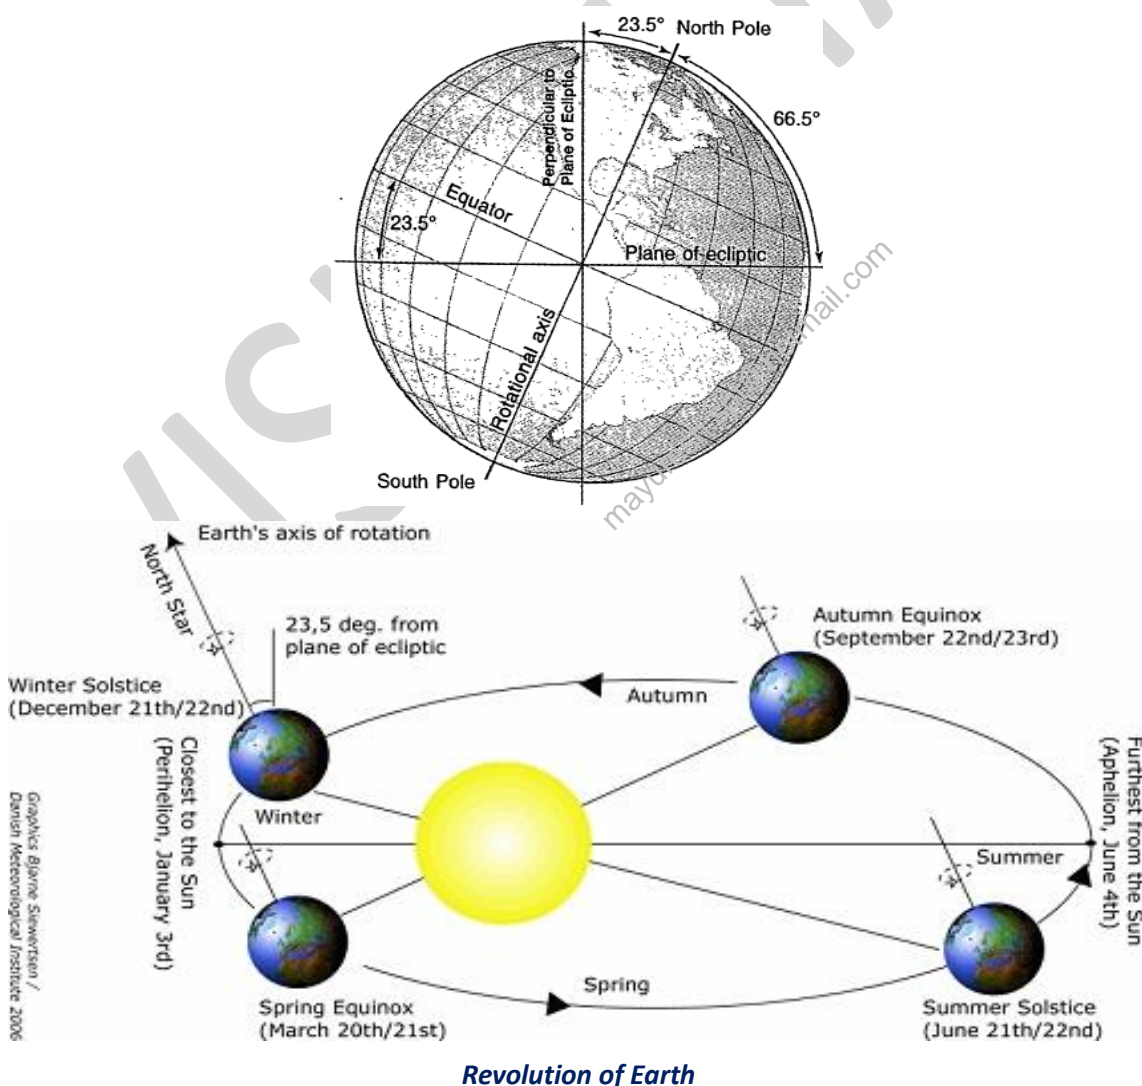 23.5°
North Pole
66.5°
Perpendicular to
Plane of Ecliptic
Equator
23.5°
Plane of ecliptic
Rotational axis
South Pole
mail.com
Earth's axis of rotation
North Star
23,5 deg. from
plane of ecliptic
Autumn Equinox
(September 22nd/23rd)
Winter Solstice
(December 21th/22nd)
Autumn
Closest to the Sun
(Perihelion, January 3rd)
Winter
Furthest from the Sun
(Aphelion, June 4th)
Summer
Graphics Bjarne Siewertsen /
Danish Meteorological Institute 2006
Spring
Spring Equinox
(March 20th/21st)
Summer Solstice
(June 21th/22nd)
Revolution of Earth